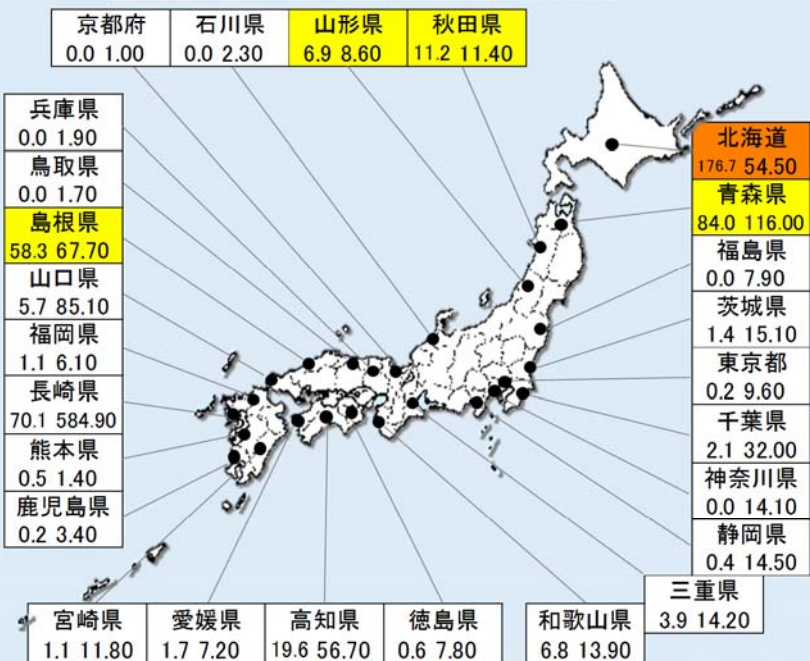 京都府
0.0 1.00
石川県
0.0 2.30
山形県
6.9 8.60
秋田県
11.2 11.40
兵庫県
0.0 1.90
鳥取県
0.0 1.70
島根県
58.3 67.70
山口県
5.7 85.10
福岡県
1.1 6.10
長崎県
70.1 584.90
熊本県
0.5 1.40
鹿児島県
0.2 3.40
北海道
176.7 54.50
青森県
84.0 116.00
福島県
0.0 7.90
茨城県
1.4 15.10
東京都
0.2 9.60
千葉県
2.1 32.00
神奈川県
0.0 14.10
静岡県
0.4 14.50
三重県
3.9 14.20
宮崎県
1.1 11.80
愛媛県
1.7 7.20
高知県
19.6 56.70
徳島県
0.6 7.80
和歌山県
6.8 13.90